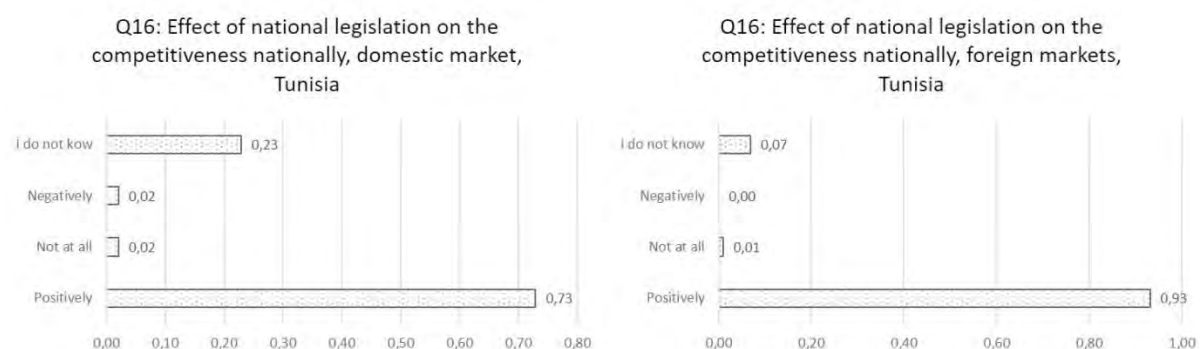 Q16: Effect of national legislation on the
competitiveness nationally, domestic market,
Tunisia
I do not kow
0,23
Negatively
0,02
Not at all
0,02
Positively
0,73
0,00 0,10 0,20 0,30 0,40 0,50 0,60 0,70 0,80
Q16: Effect of national legislation on the
competitiveness nationally, foreign markets,
Tunisia
I do not know
0,07
Negatively
0,00
Not at all
0,01
Positively
0,93
0,00 0,20 0,40 0,60 0,80 1,00